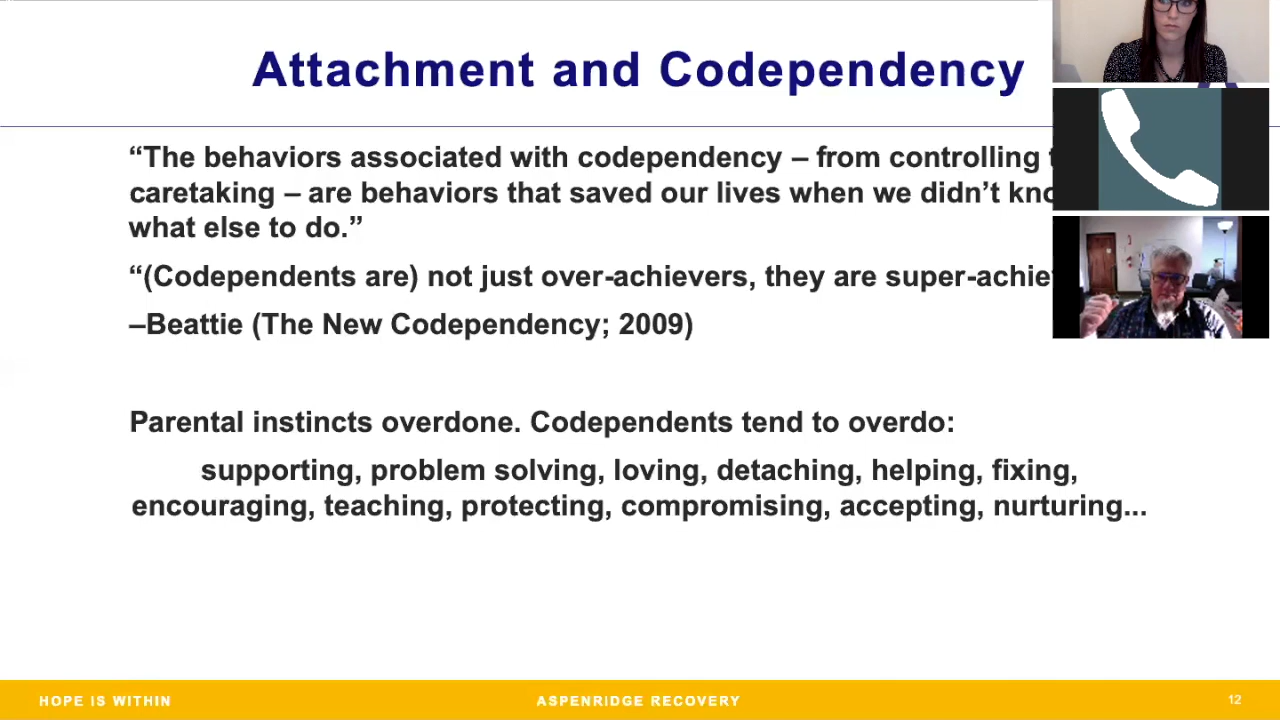 Attachment and Codependency
“The behaviors associated with codependency – from controlling
caretaking – are behaviors that saved our lives when we didn’t
what else to do.”
“(Codependents are) not just over-achievers, they are
–Beattie (The New Codependency; 2009)
Parental instincts overdone. Codependents tend to overdo:
supporting, problem solving, loving, detaching, helping, fixing,
encouraging, teaching, protecting, compromising, accepting, nurturing...
HOPE IS WITHIN
ASPENRIDGE RECOVERY
12